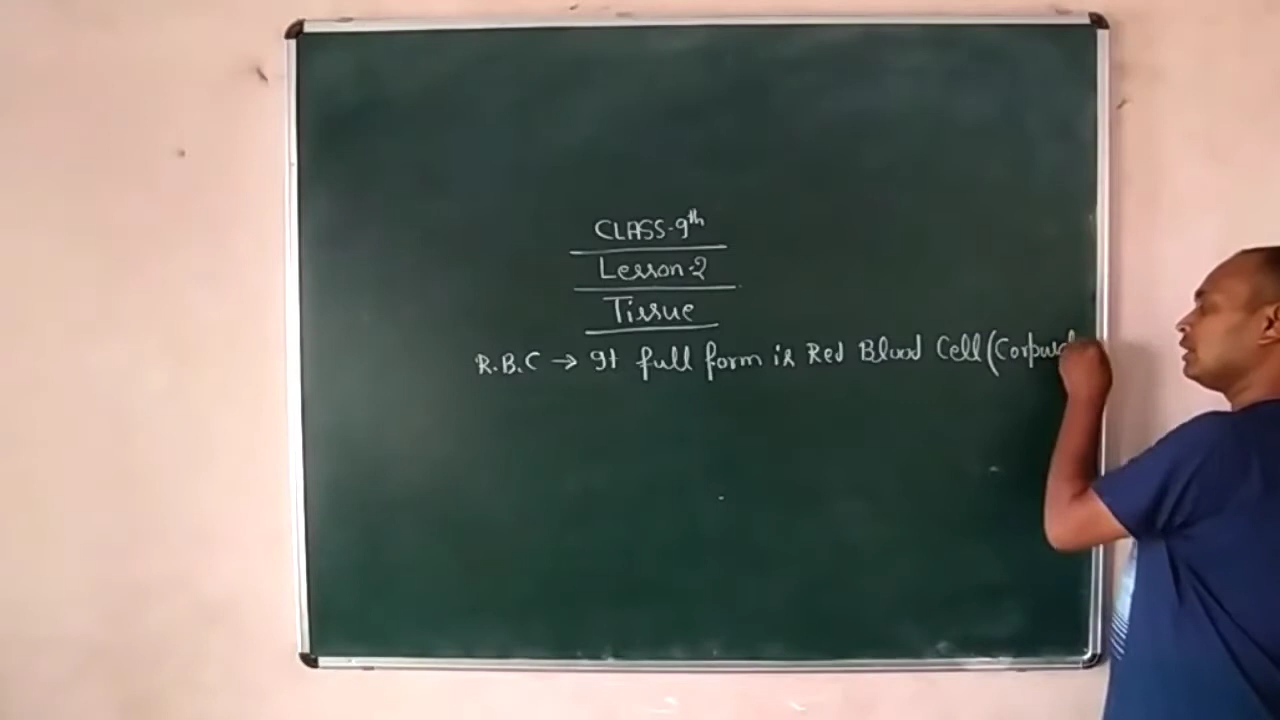 CLASS-9th
Lesson-2
Tissue
R.B.C → It full form is Red Blood Cell (